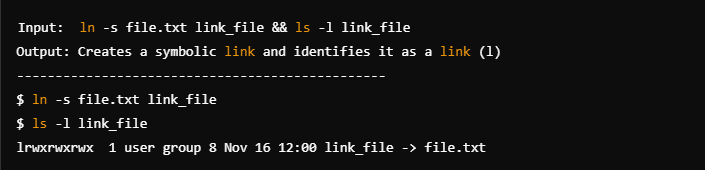 Input:  ln -s file.txt link_file && ls -l link_file
Output: Creates a symbolic link and identifies it as a link (l)
------------------------------------------------
$ ln -s file.txt link_file
$ ls -l link_file
lrwxrwxrwx  1 user group 8 Nov 16 12:00 link_file -> file.txt